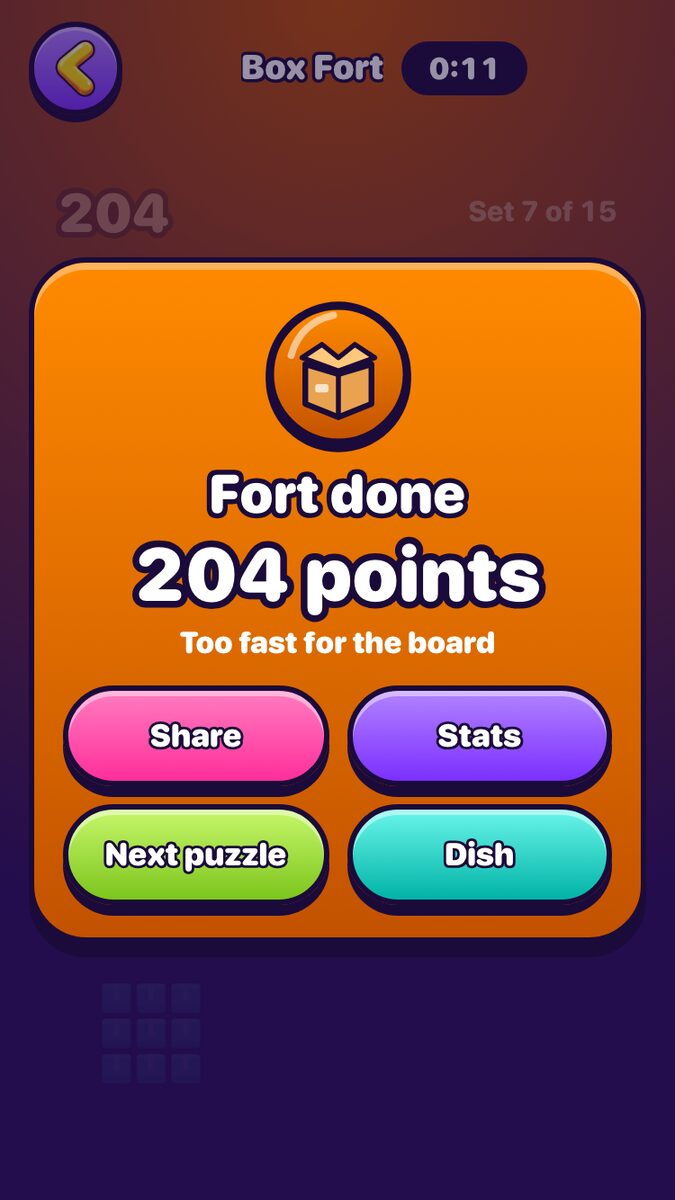 Box Fort 0:11
204 Set 7 of 15
Fort done
204 points
Too fast for the board
Share Stats
Next puzzle Dish